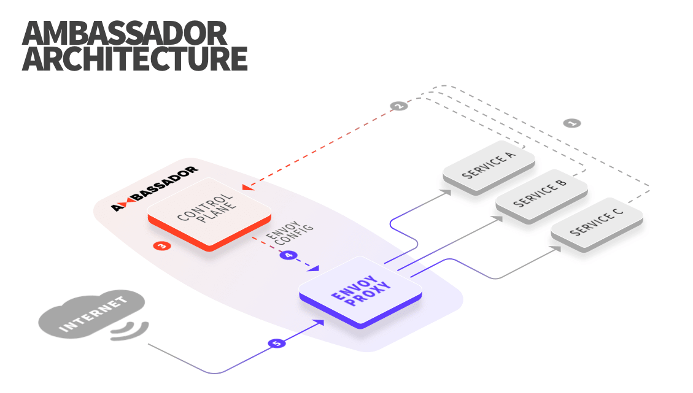 AMBASSADOR
ARCHITECTURE
2
1
SERVICE A
AMBASSADOR
SERVICE B
CONTROL
PLANE
SERVICE C
ENVOY
CONFIG
3
4
ENVOY
PROXY
INTERNET
5